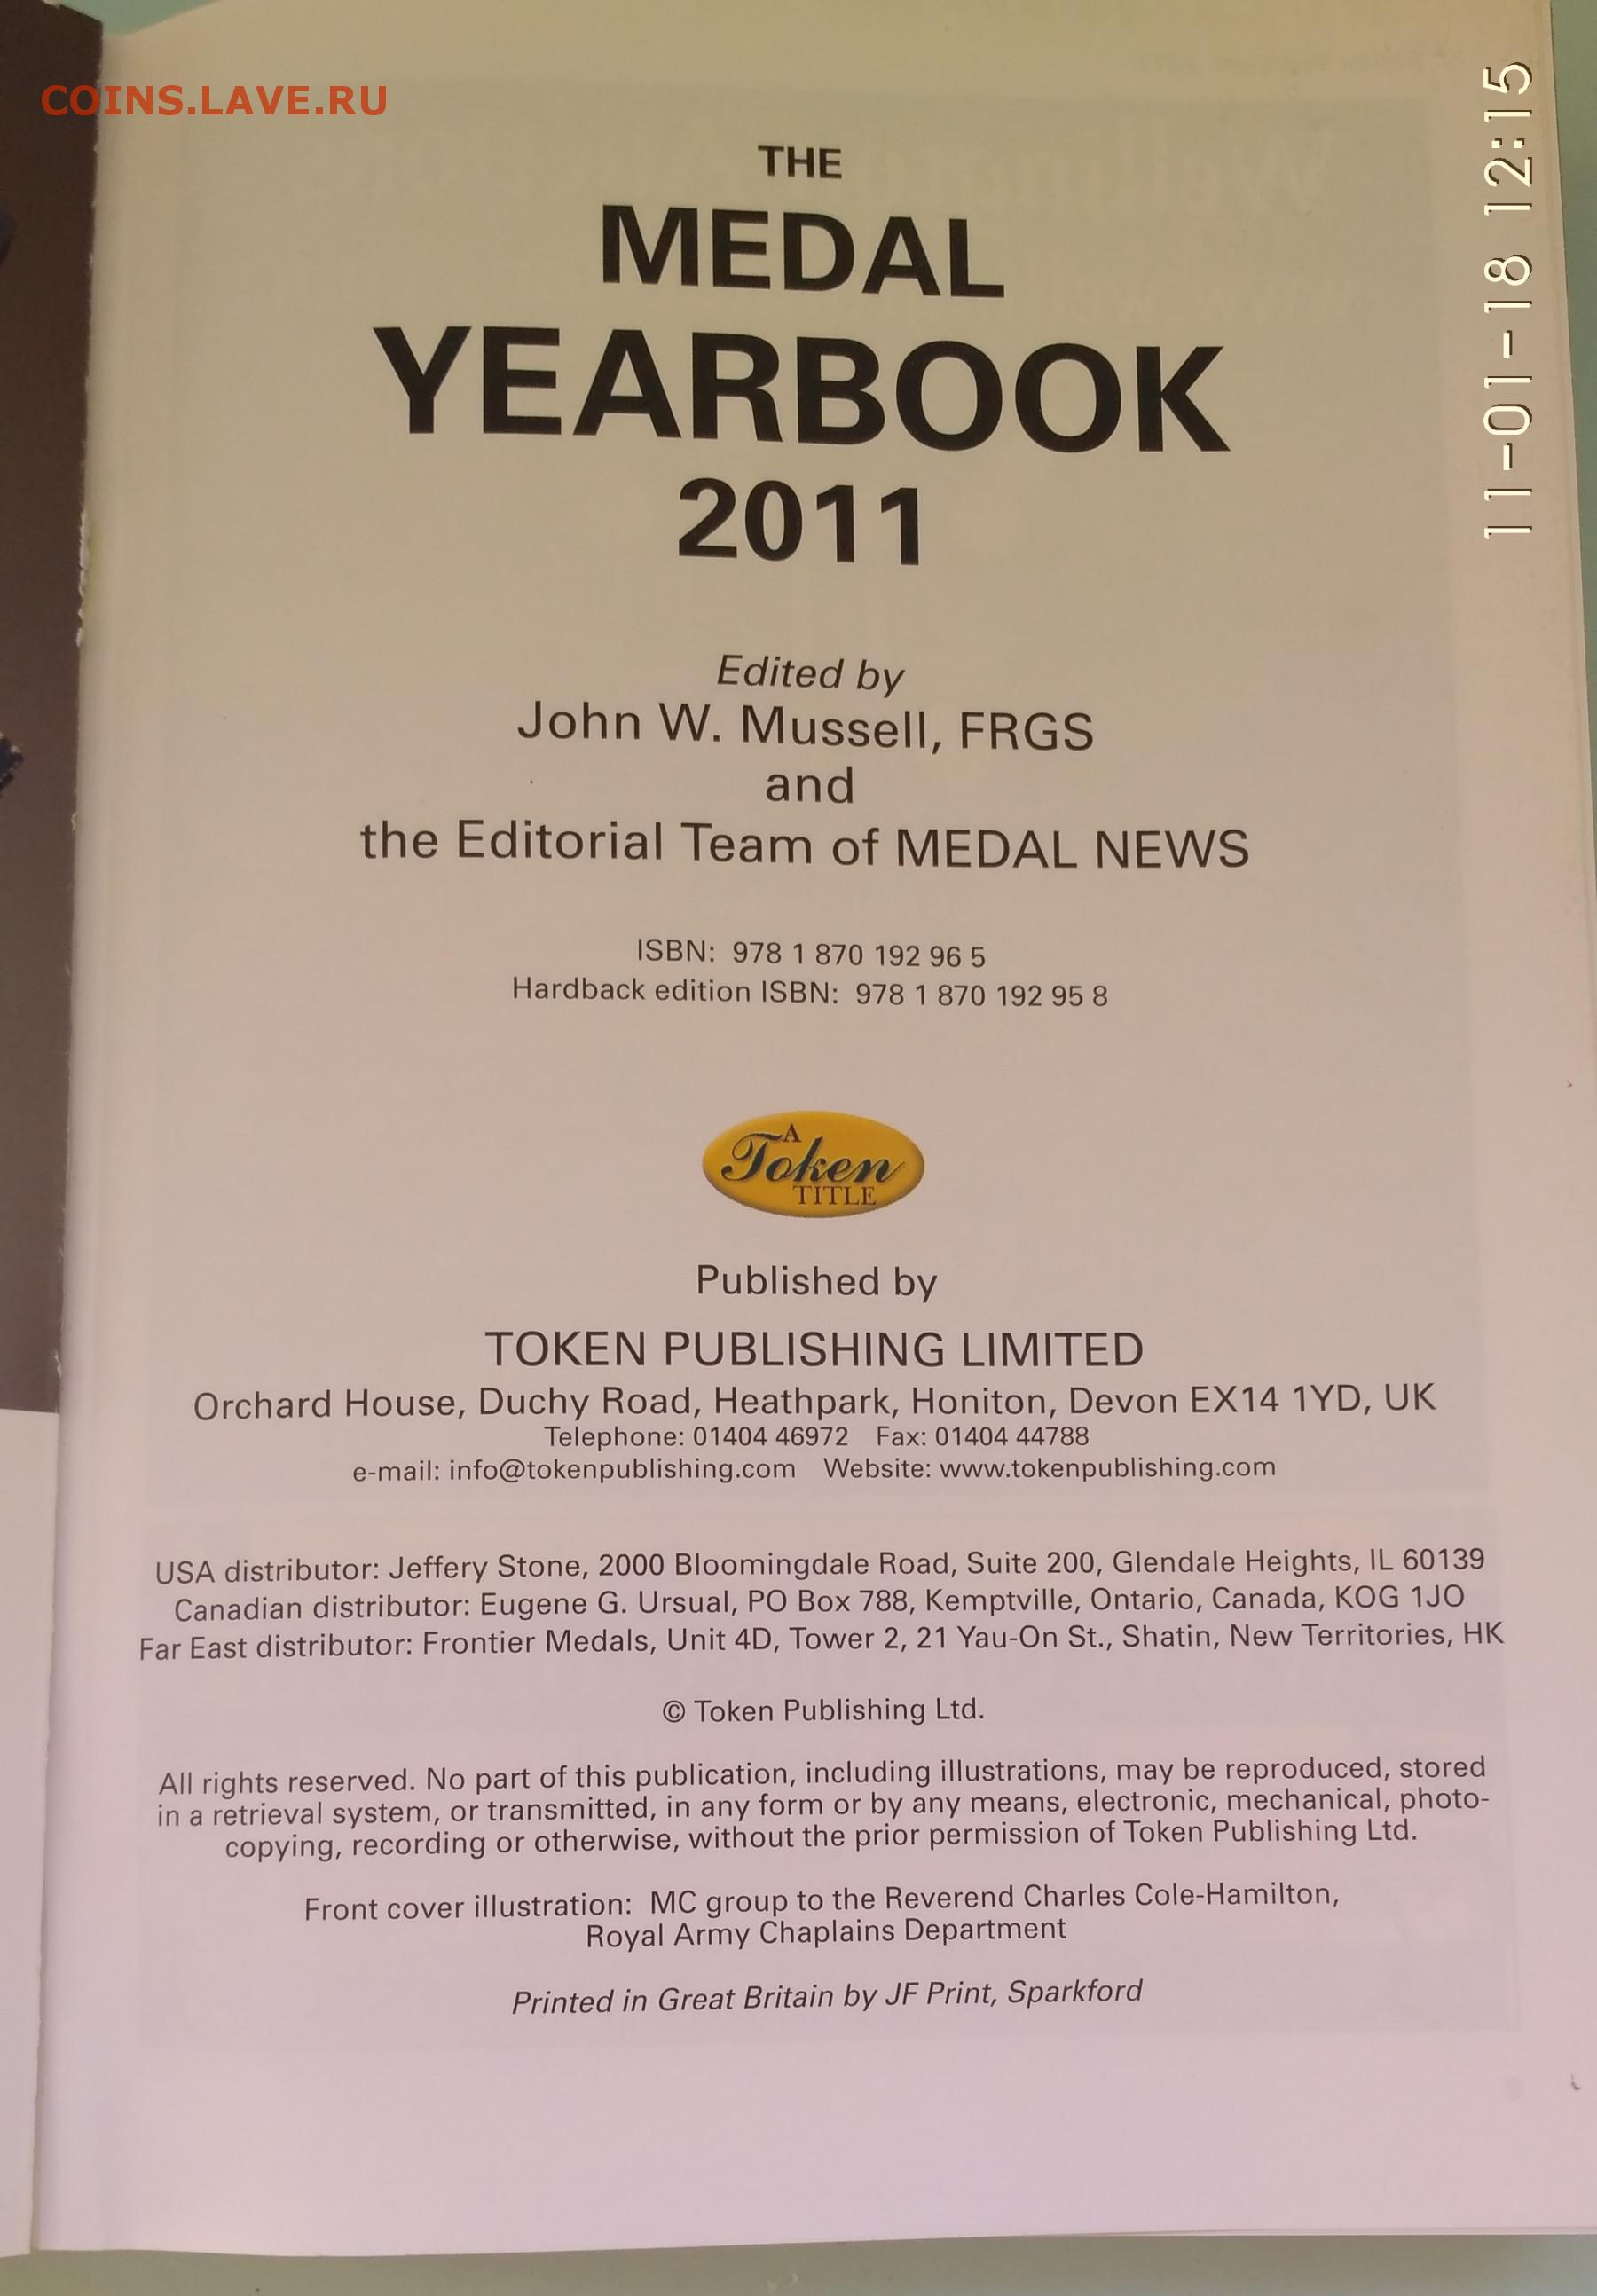 COINS.LAVE.RU
11-01-18 12:15
THE
MEDAL
YEARBOOK
2011
Edited by
John W. Mussell, FRGS
and
the Editorial Team of MEDAL NEWS
ISBN: 978 1 870 192 96 5
Hardback edition ISBN: 978 1 870 192 95 8
A
Token
TITLE
Published by
TOKEN PUBLISHING LIMITED
Orchard House, Duchy Road, Heathpark, Honiton, Devon EX14 1YD, UK
Telephone: 01404 46972 Fax: 01404 44788
e-mail: info@tokenpublishing.com Website: www.tokenpublishing.com
USA distributor: Jeffery Stone, 2000 Bloomingdale Road, Suite 200, Glendale Heights, IL 60139
Canadian distributor: Eugene G. Ursual, PO Box 788, Kemptville, Ontario, Canada, KOG 1JO
Far East distributor: Frontier Medals, Unit 4D, Tower 2, 21 Yau-On St., Shatin, New Territories, HK
© Token Publishing Ltd.
All rights reserved. No part of this publication, including illustrations, may be reproduced, stored
in a retrieval system, or transmitted, in any form or by any means, electronic, mechanical, photo-
copying, recording or otherwise, without the prior permission of Token Publishing Ltd.
Front cover illustration: MC group to the Reverend Charles Cole-Hamilton,
Royal Army Chaplains Department
Printed in Great Britain by JF Print, Sparkford